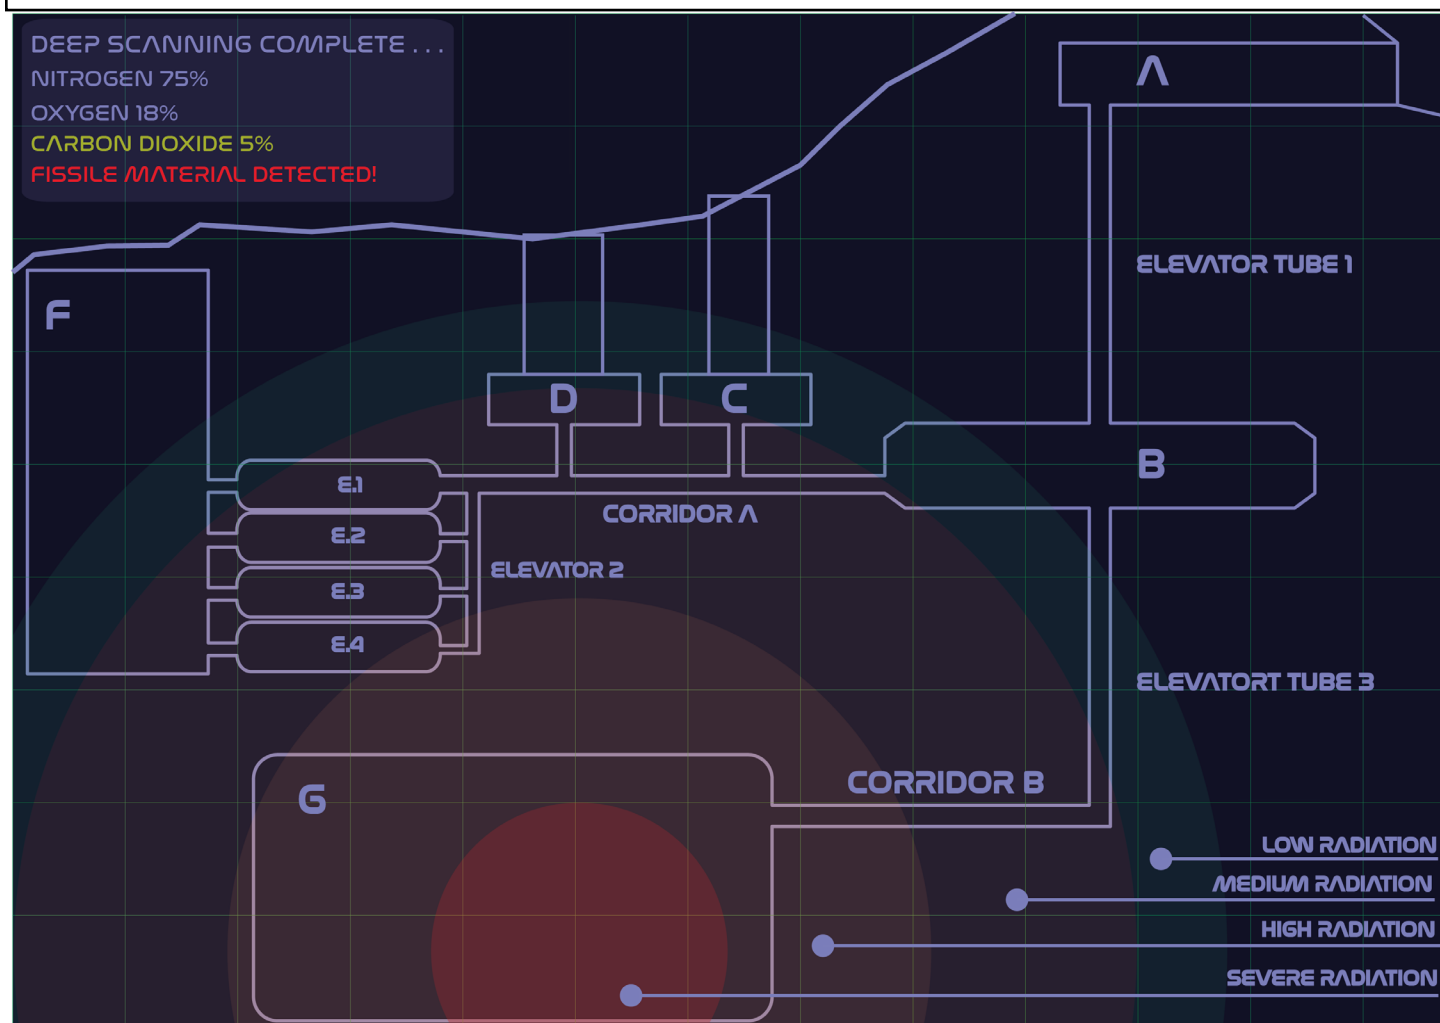 DEEP SCANNING COMPLETE . . .
NITROGEN 75%
OXYGEN 18%
CARBON DIOXIDE 5%
FISSILE MATERIAL DETECTED!
A
ELEVATOR TUBE 1
F
D
C
B
E.1
CORRIDOR A
E.2
ELEVATOR 2
E.3
E.4
ELEVATORT TUBE 3
CORRIDOR B
G
LOW RADIATION
MEDIUM RADIATION
HIGH RADIATION
SEVERE RADIATION